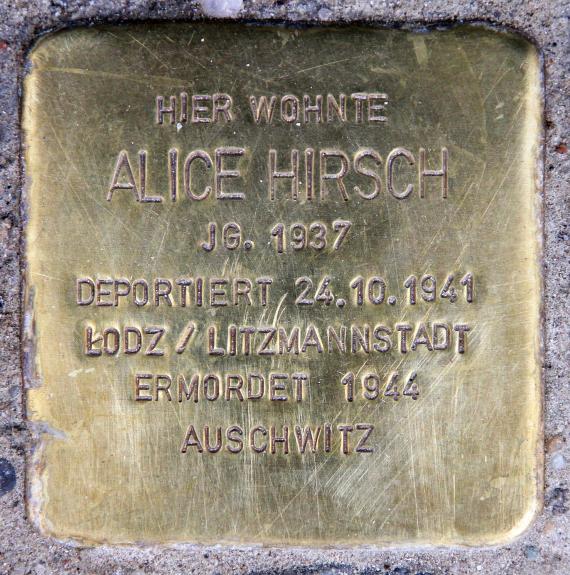 HIER WOHNTE
ALICE HIRSCH
JG. 1937
DEPORTIERT 24.10.1941
ŁODZ / LITZMANNSTADT
ERMORDET 1944
AUSCHWITZ